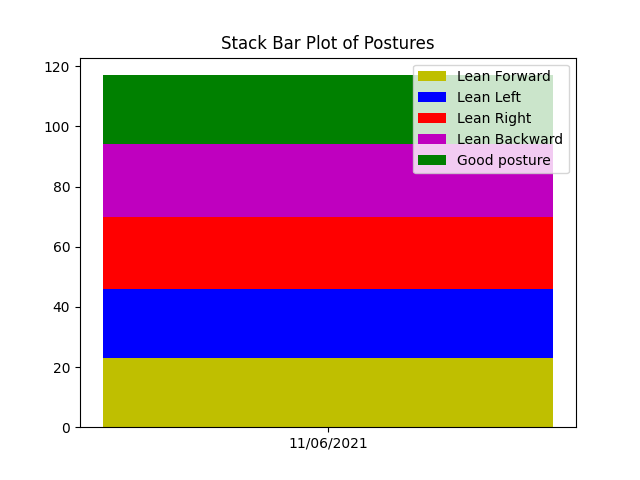 Stack Bar Plot of Postures
120
100
80
60
40
20
0
Lean Forward
Lean Left
Lean Right
Lean Backward
Good posture
11/06/2021